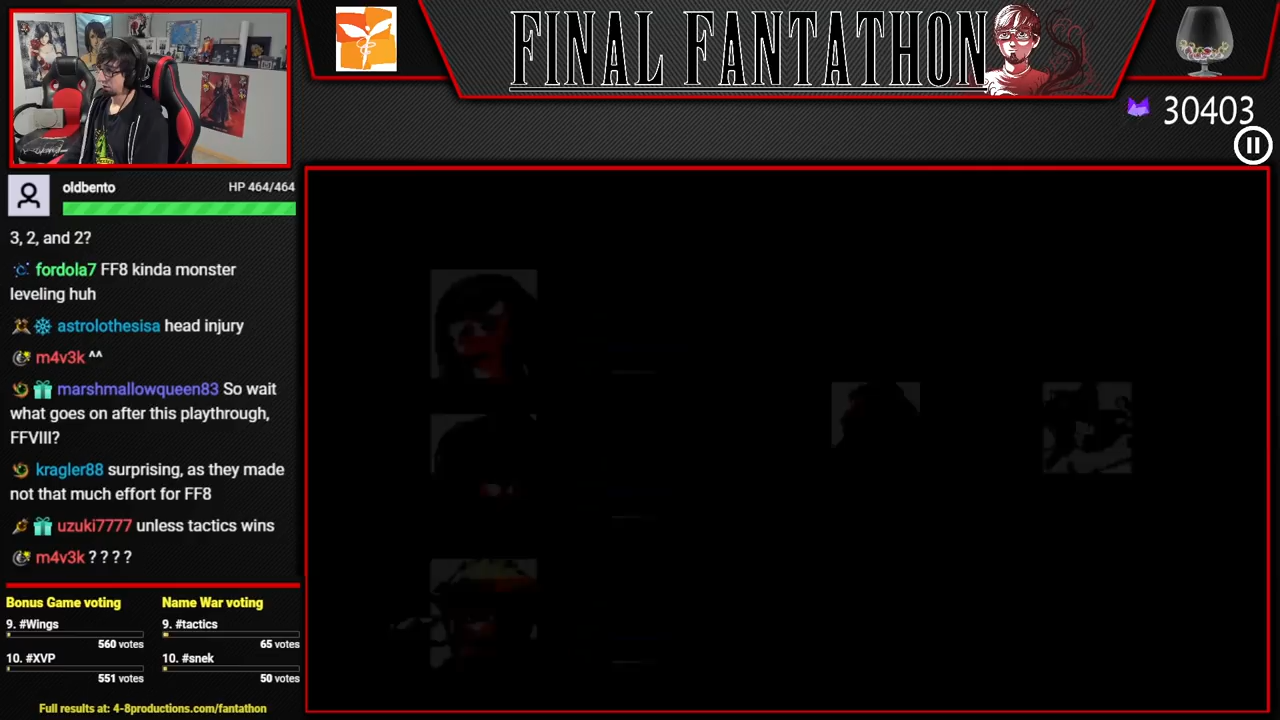 FINAL FANTATHON
30403
oldbento HP 464/464
3, 2, and 2?
fordola7 FF8 kinda monster
leveling huh
astrolothesisa head injury
m4v3k ^^
marshmallowqueen83 So wait
what goes on after this playthrough,
FFVIII?
kragler88 surprising, as they made
not that much effort for FF8
uzuki7777 unless tactics wins
m4v3k ? ? ? ?
Bonus Game voting
9. #Wings
560 votes
10. #XVP
551 votes
Name War voting
9. #tactics
65 votes
10. #snek
50 votes
Full results at: 4-8productions.com/fantathon